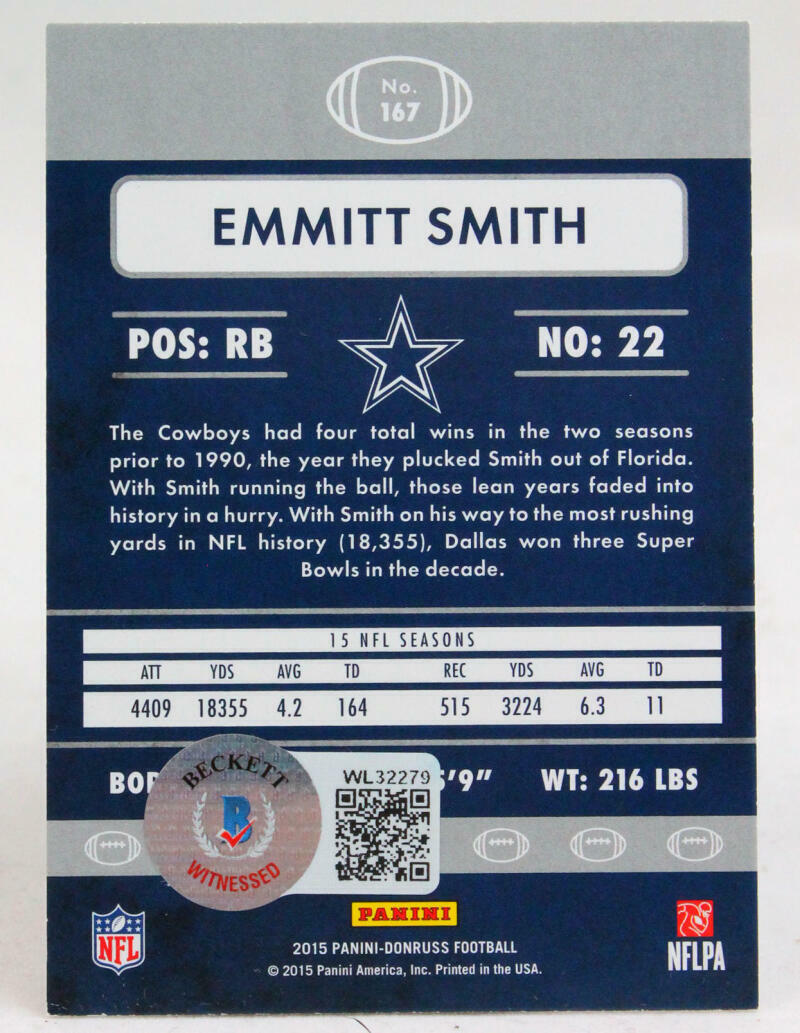 No.
167
EMMITT SMITH
POS: RB
NO: 22
The Cowboys had four total wins in the two seasons
prior to 1990, the year they plucked Smith out of Florida.
With Smith running the ball, those lean years faded into
history in a hurry. With Smith on his way to the most rushing
yards in NFL history (18,355), Dallas won three Super
Bowls in the decade.
15 NFL SEASONS
ATT YDS AVG TD REC YDS AVG TD
4409 18355 4.2 164 515 3224 6.3 11
5'9" WT: 216 LBS
BECKETT
B
WITNESSED
WL32279
PANINI
NFL
2015 PANINI-DONRUSS FOOTBALL
© 2015 Panini America, Inc. Printed in the USA.
NFLPA